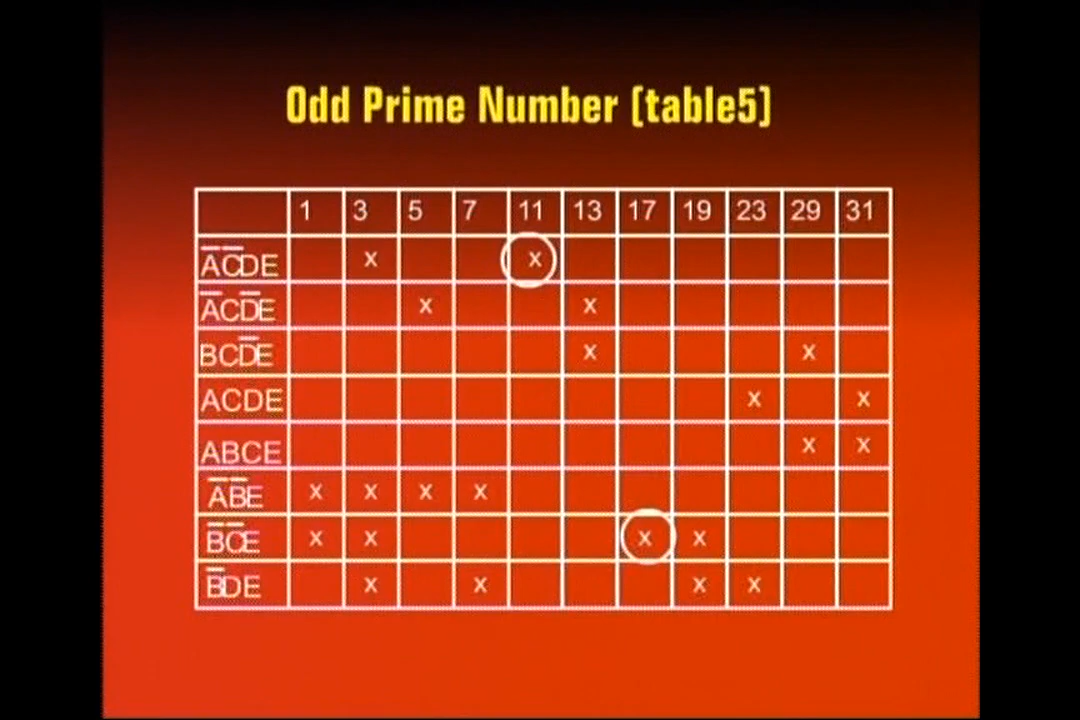 Odd Prime Number (table5)
1 3 5 7 11 13 17 19 23 29 31
A̅C̅DE x x
A̅CD̅E x x
BCD̅E x x
ACDE x x
ABCE x x
A̅B̅E x x x x
B̅C̅E x x x x
B̅DE x x x x